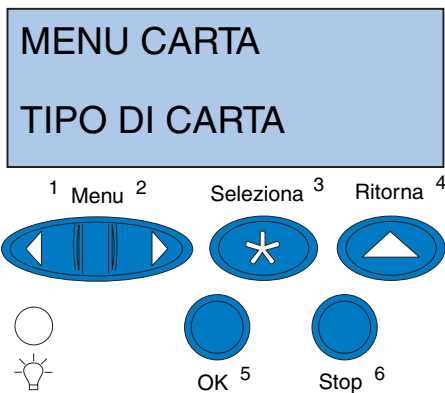 MENU CARTA
TIPO DI CARTA
1 Menu 2 Seleziona 3 Ritorna 4
OK 5 Stop 6